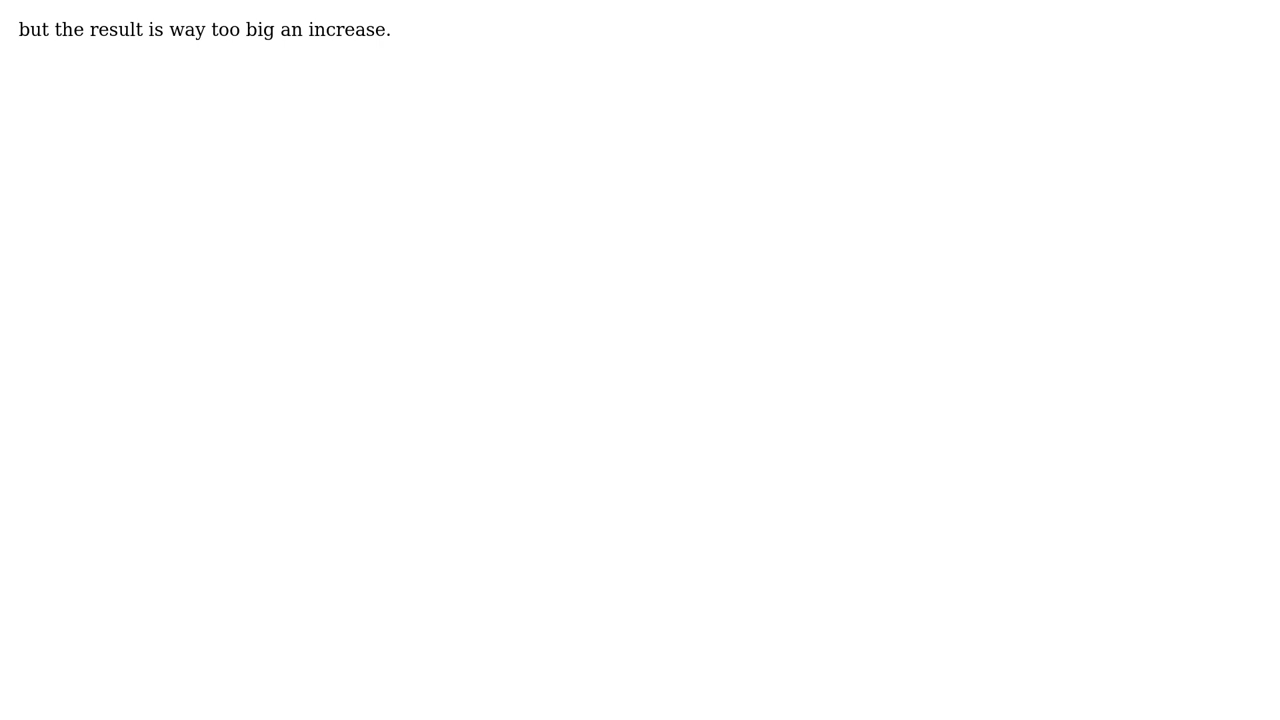 but the result is way too big an increase.